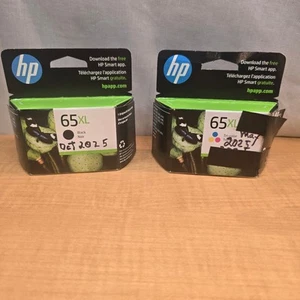 Download the free
HP Smart app
Téléchargez l'application
GRATUITE HP Smart
hpapp.com
hp
65XL
Black
OCT 2025
Download the free
HP Smart app
Téléchargez l'application
GRATUITE HP Smart
hpapp.com
hp
65XL
May
2025